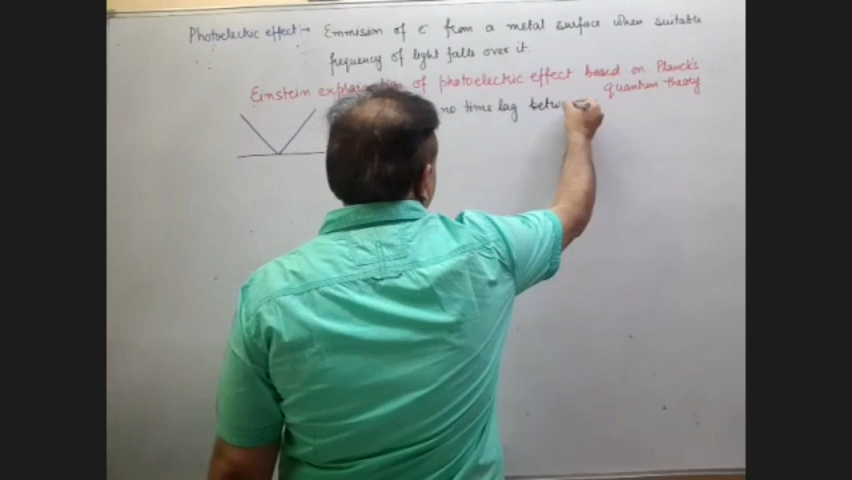 Photoelectric effect :→ Emmision of e⁻ from a metal surface when suitable
frequency of light falls over it.
Einstein of photoelectric effect based on Planck's
quantum theory
no time lag